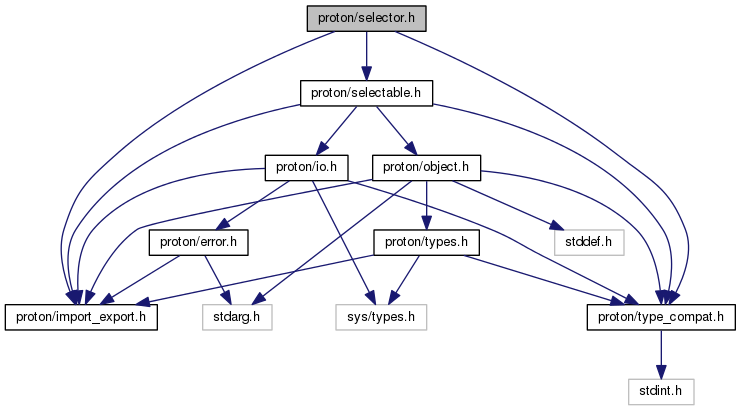 proton/selector.h
proton/selectable.h
proton/io.h
proton/object.h
proton/error.h
proton/types.h
stddef.h
proton/import_export.h
stdarg.h
sys/types.h
proton/type_compat.h
stdint.h